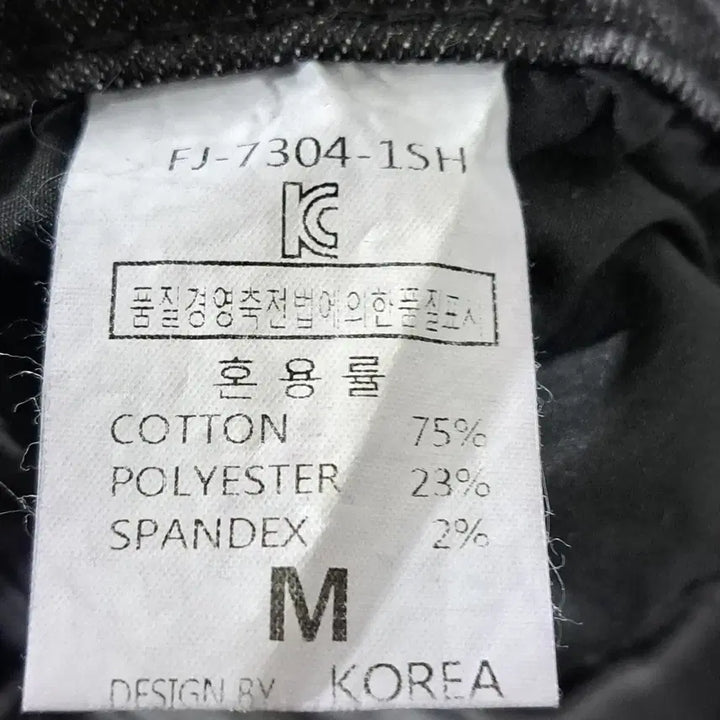 FJ-7304-1SH
KC
품질경영촉전법에의한품질표시
혼용률
COTTON 75%
POLYESTER 23%
SPANDEX 2%
M
DESIGN BY KOREA